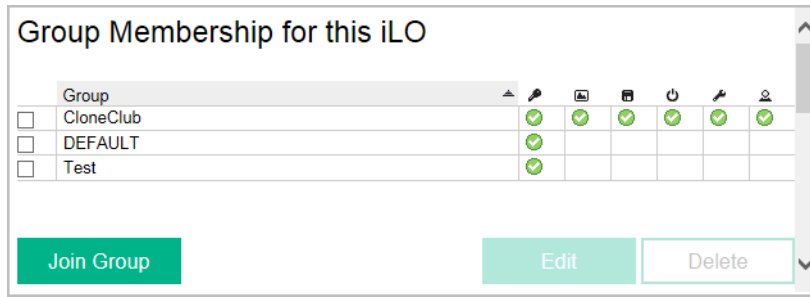 Group Membership for this iLO
Group
CloneClub
DEFAULT
Test
Join Group Edit Delete